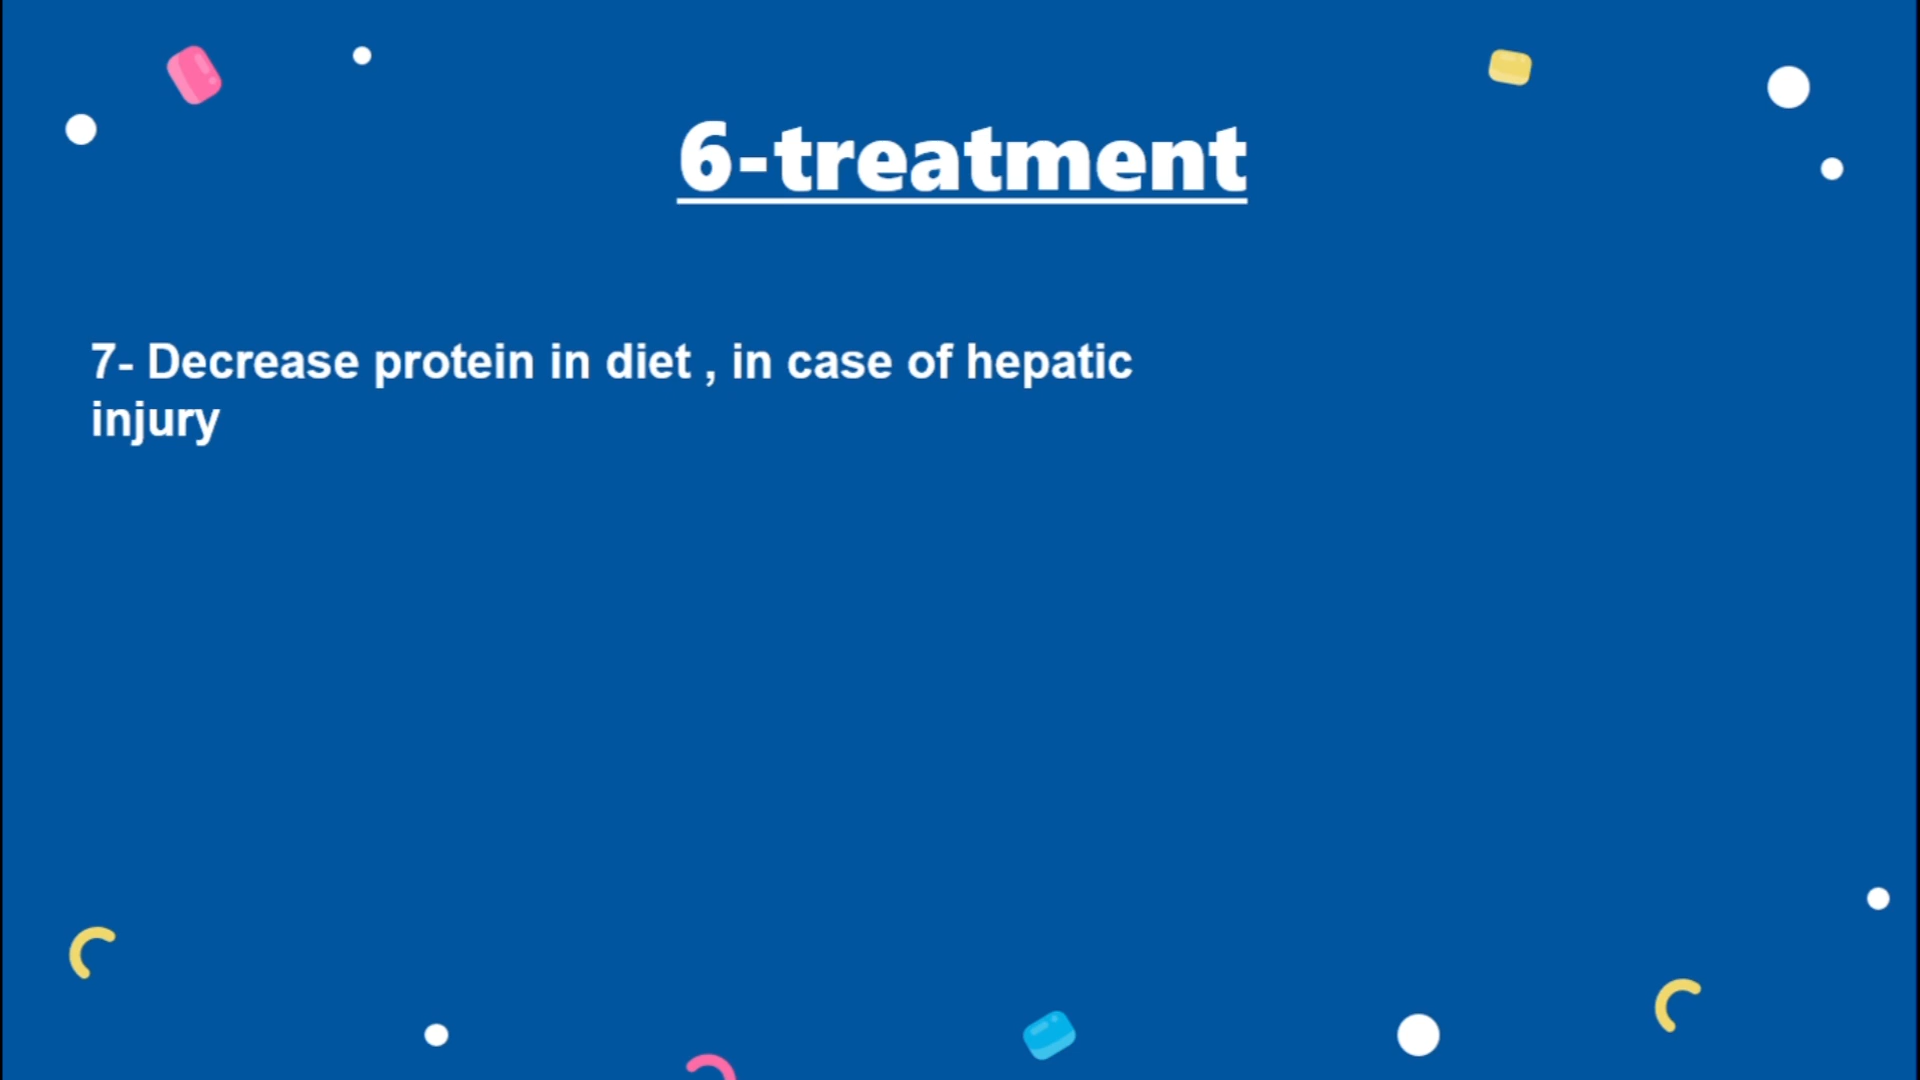 6-treatment
7- Decrease protein in diet , in case of hepatic
injury